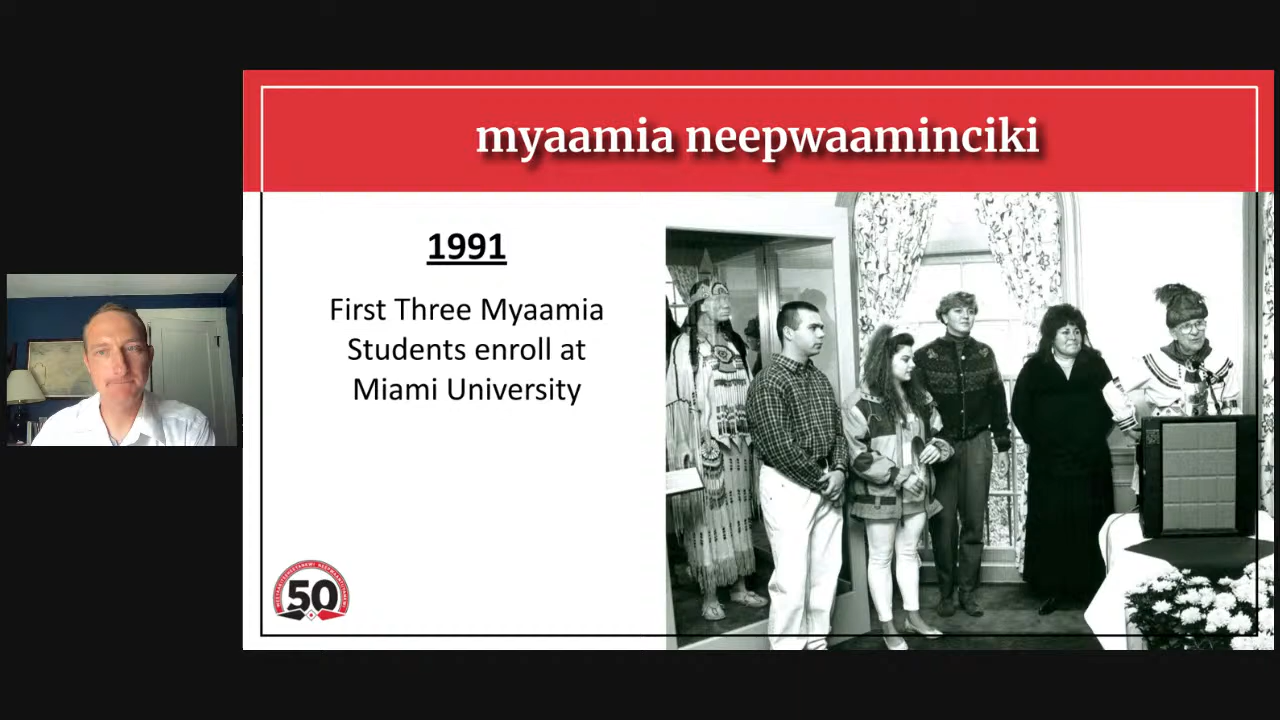 myaamia neepwaaminciki
1991
First Three Myaamia
Students enroll at
Miami University
50